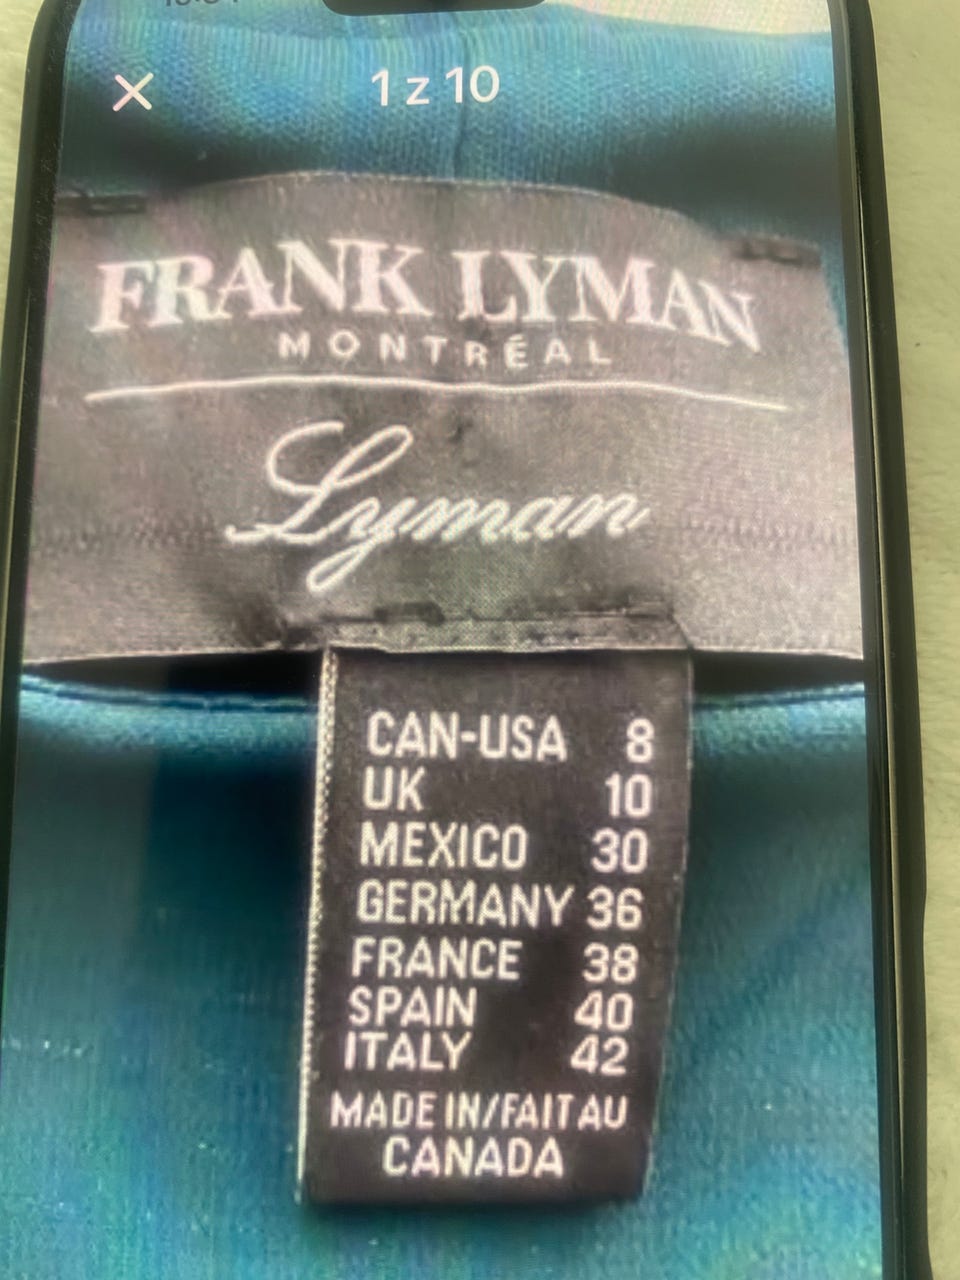 1 z 10
FRANK LYMAN
MONTRÉAL
Lyman
CAN-USA 8
UK 10
MEXICO 30
GERMANY 36
FRANCE 38
SPAIN 40
ITALY 42
MADE IN/FAIT AU
CANADA